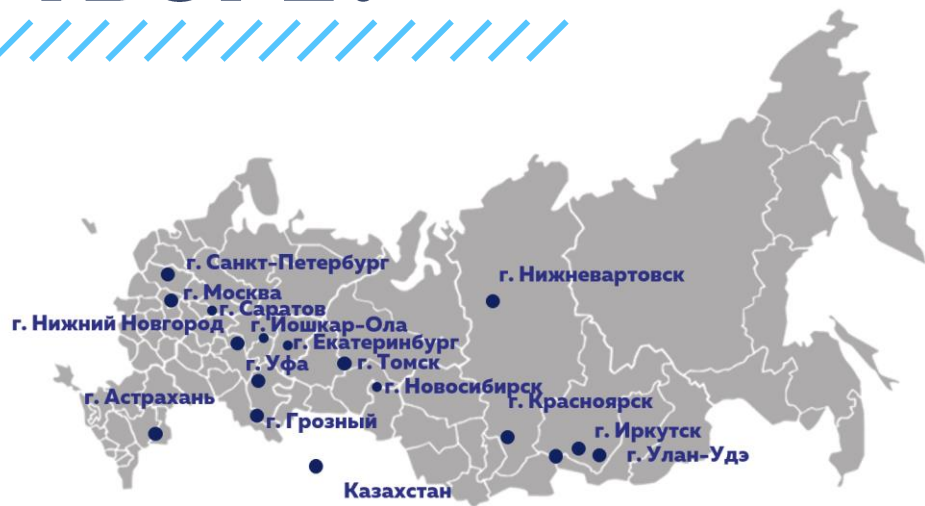 г. Санкт-Петербург
г. Москва
г. Саратов
г. Нижний Новгород
г. Йошкар-Ола
г. Екатеринбург
г. Уфа
г. Томск
г. Новосибирск
г. Астрахань
г. Грозный
Казахстан
г. Нижневартовск
г. Красноярск
г. Иркутск
г. Улан-Удэ